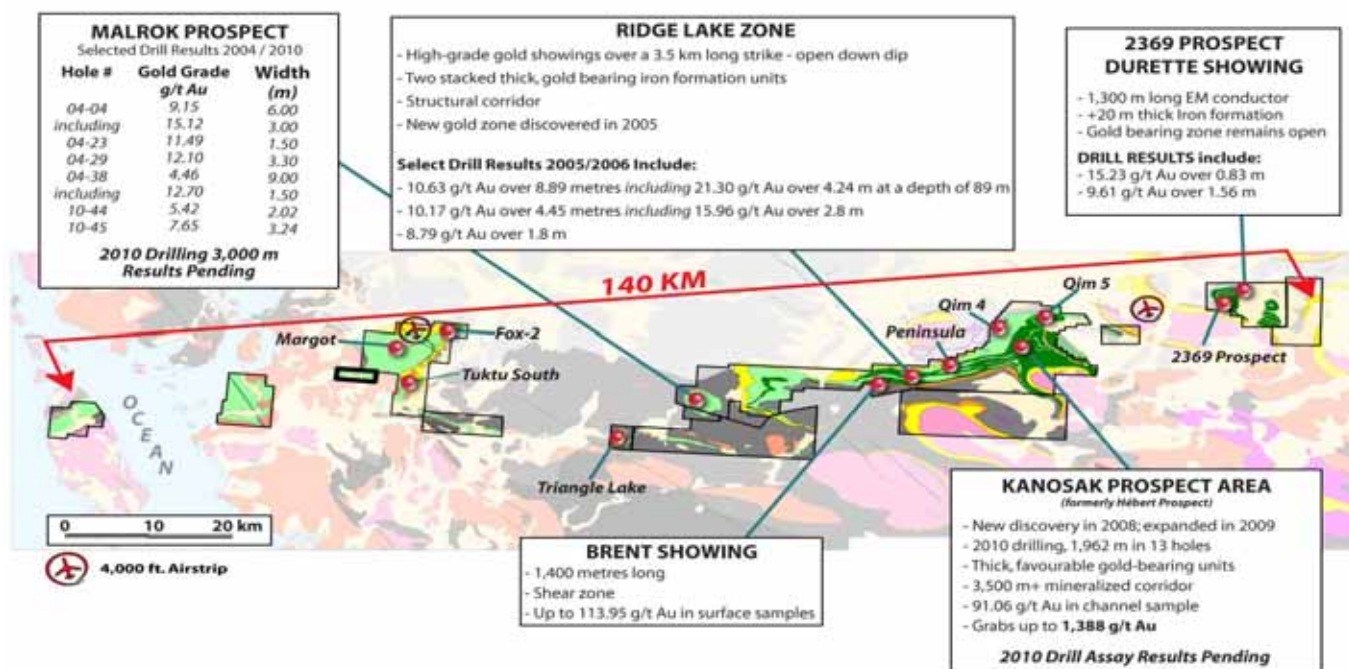 MALROK PROSPECT
Selected Drill Results 2004 / 2010
Hole # Gold Grade Width
g/t Au (m)
04-04 9.15 6.00
including 15.12 3.00
04-23 11.49 1.50
04-29 12.10 3.30
04-38 4.46 9.00
including 12.70 1.50
10-44 5.42 2.02
10-45 7.65 3.24
2010 Drilling 3,000 m
Results Pending
RIDGE LAKE ZONE
- High-grade gold showings over a 3.5 km long strike - open down dip
- Two stacked thick, gold bearing iron formation units
- Structural corridor
- New gold zone discovered in 2005
Select Drill Results 2005/2006 Include:
- 10.63 g/t Au over 8.89 metres including 21.30 g/t Au over 4.24 m at a depth of 89 m
- 10.17 g/t Au over 4.45 metres including 15.96 g/t Au over 2.8 m
- 8.79 g/t Au over 1.8 m
2369 PROSPECT
DURETTE SHOWING
- 1,300 m long EM conductor
- +20 m thick Iron formation
- Gold bearing zone remains open
DRILL RESULTS include:
- 15.23 g/t Au over 0.83 m
- 9.61 g/t Au over 1.56 m
140 KM
Margot
Fox-2
Tuktu South
Triangle Lake
Peninsula
Qim 4
Qim 5
2369 Prospect
OCEAN
0 10 20 km
4,000 ft. Airstrip
BRENT SHOWING
- 1,400 metres long
- Shear zone
- Up to 113.95 g/t Au in surface samples
KANOSAK PROSPECT AREA
(formerly Hébert Prospect)
- New discovery in 2008; expanded in 2009
- 2010 drilling, 1,962 m in 13 holes
- Thick, favourable gold-bearing units
- 3,500 m+ mineralized corridor
- 91.06 g/t Au in channel sample
- Grabs up to 1,388 g/t Au
2010 Drill Assay Results Pending